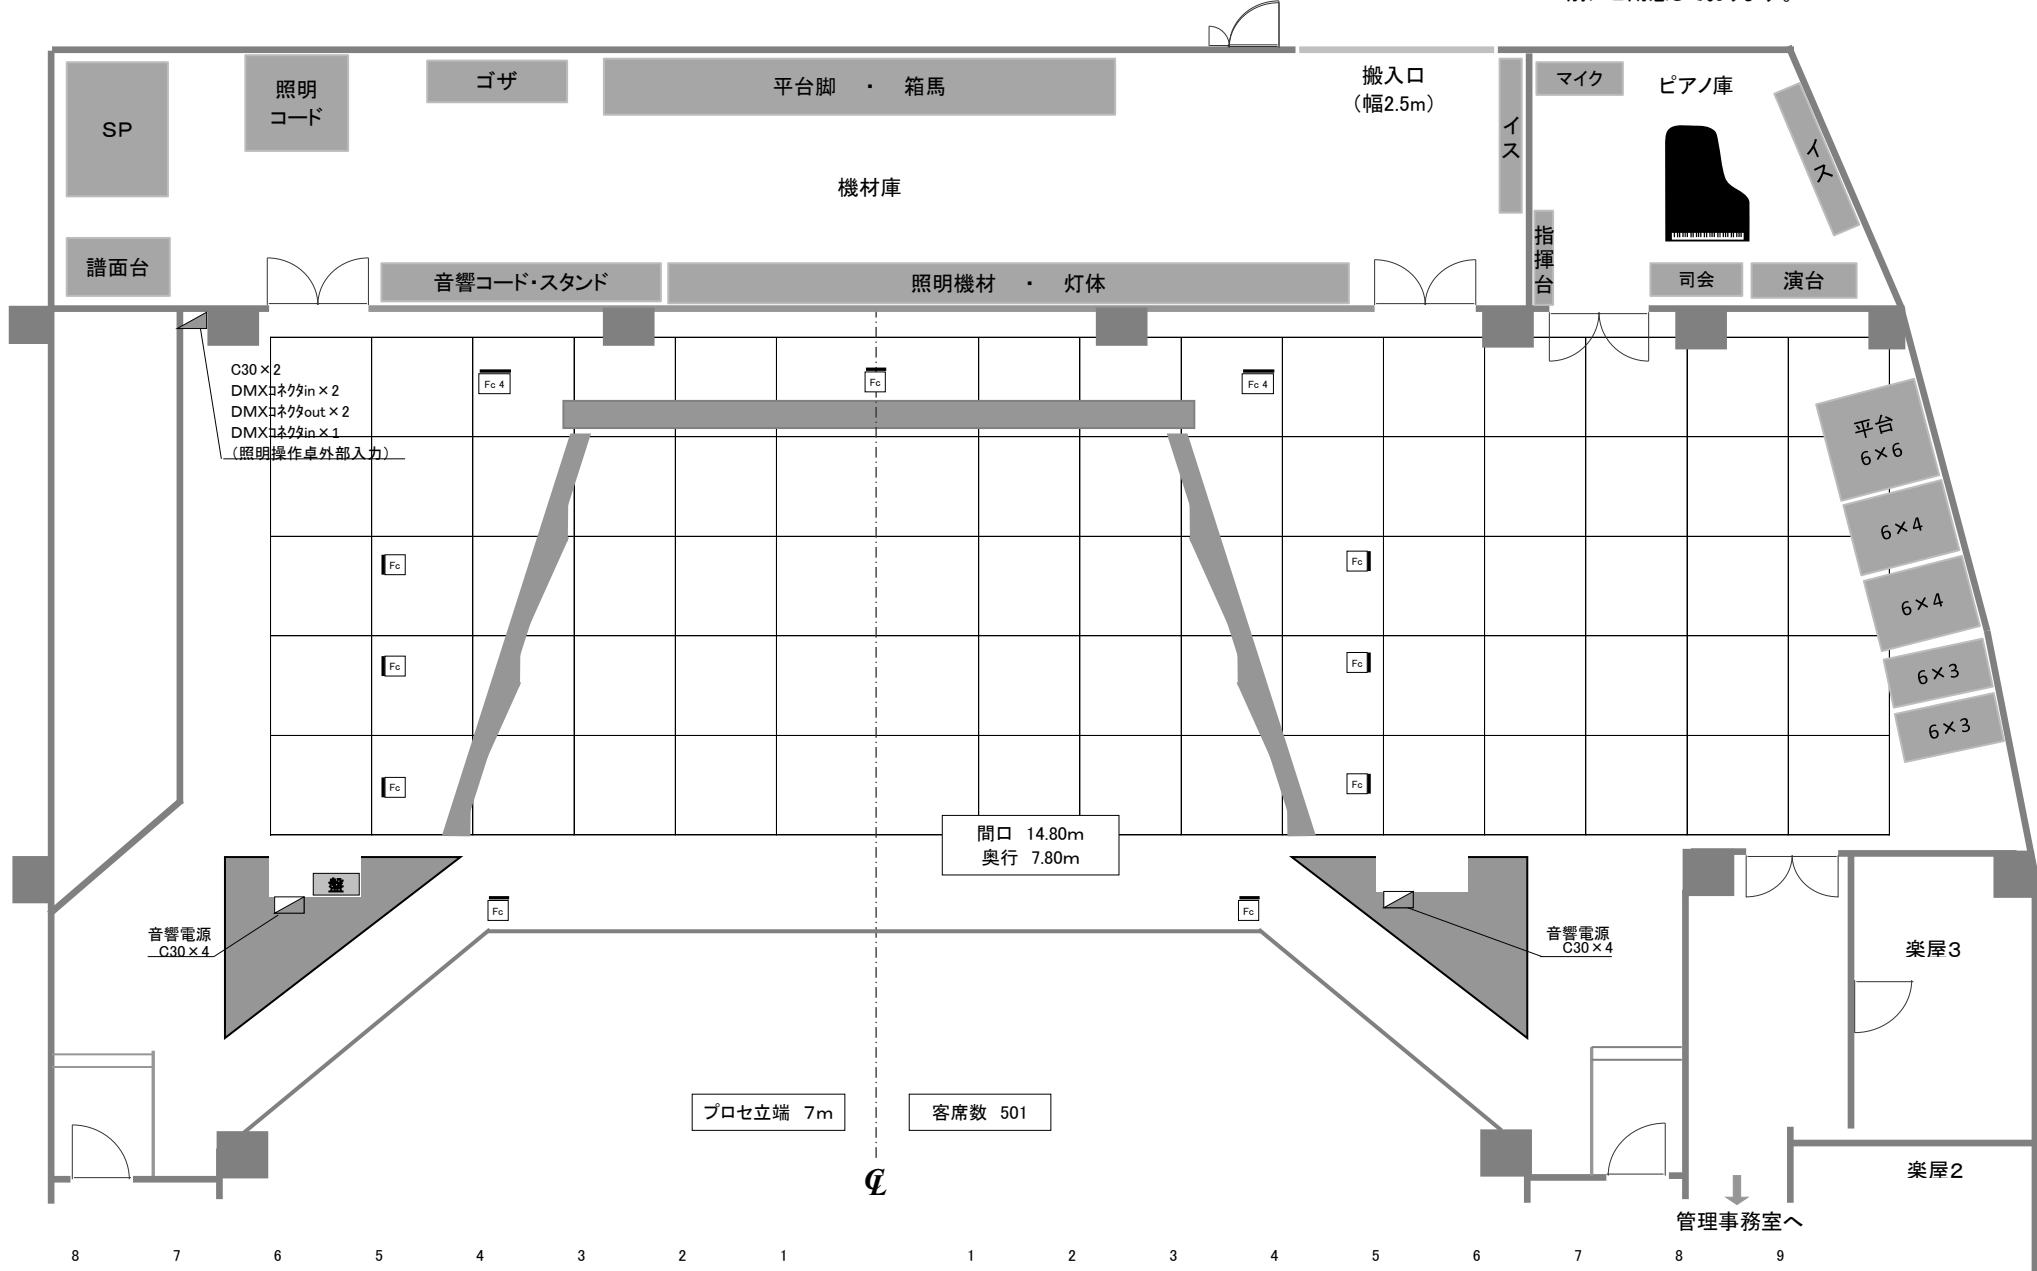 搬入口
(幅2.5m)
SP
照明
コード
ゴザ
平台脚 ・ 箱馬
イス
マイク
ピアノ庫
イス
機材庫
譜面台
音響コード・スタンド
照明機材 ・ 灯体
指揮台
司会
演台
C30×2
DMXコネクタin×2
DMXコネクタout×2
DMXコネクタin×1
(照明操作卓外部入力)
Fc 4
Fc
Fc 4
平台
6×6
6×4
6×4
6×3
6×3
Fc
Fc
Fc
Fc
Fc
Fc
間口 14.80m
奥行 7.80m
盤
Fc
Fc
音響電源
C30×4
音響電源
C30×4
楽屋3
プロセ立端 7m
客席数 501
楽屋2
管理事務室へ
8 7 6 5 4 3 2 1 1 2 3 4 5 6 7 8 9